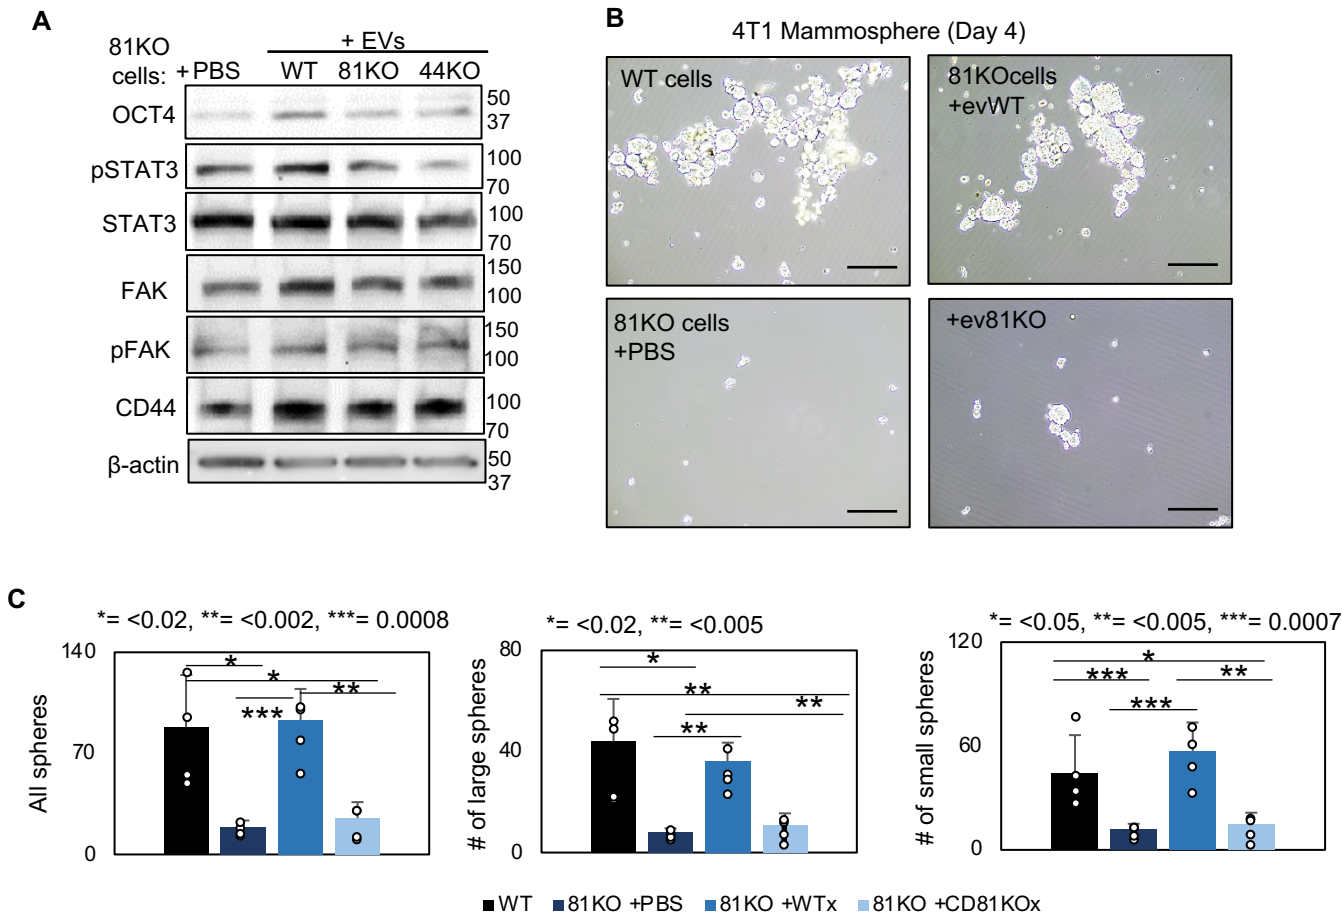 A
81KO
cells:
+ EVs
+PBS WT 81KO 44KO
OCT4
50
37
pSTAT3
100
70
STAT3
100
70
FAK
150
100
pFAK
150
100
CD44
100
70
β-actin
50
37
B
4T1 Mammosphere (Day 4)
WT cells
81KOcells
+evWT
81KO cells
+PBS
+ev81KO
C
*= <0.02, **= <0.002, ***= 0.0008
All spheres
140
70
0
*
*
***
**
*= <0.02, **= <0.005
# of large spheres
80
40
0
*
**
**
**
*= <0.05, **= <0.005, ***= 0.0007
# of small spheres
120
60
0
*
***
**
***
WT 81KO +PBS 81KO +WTx 81KO +CD81KOx